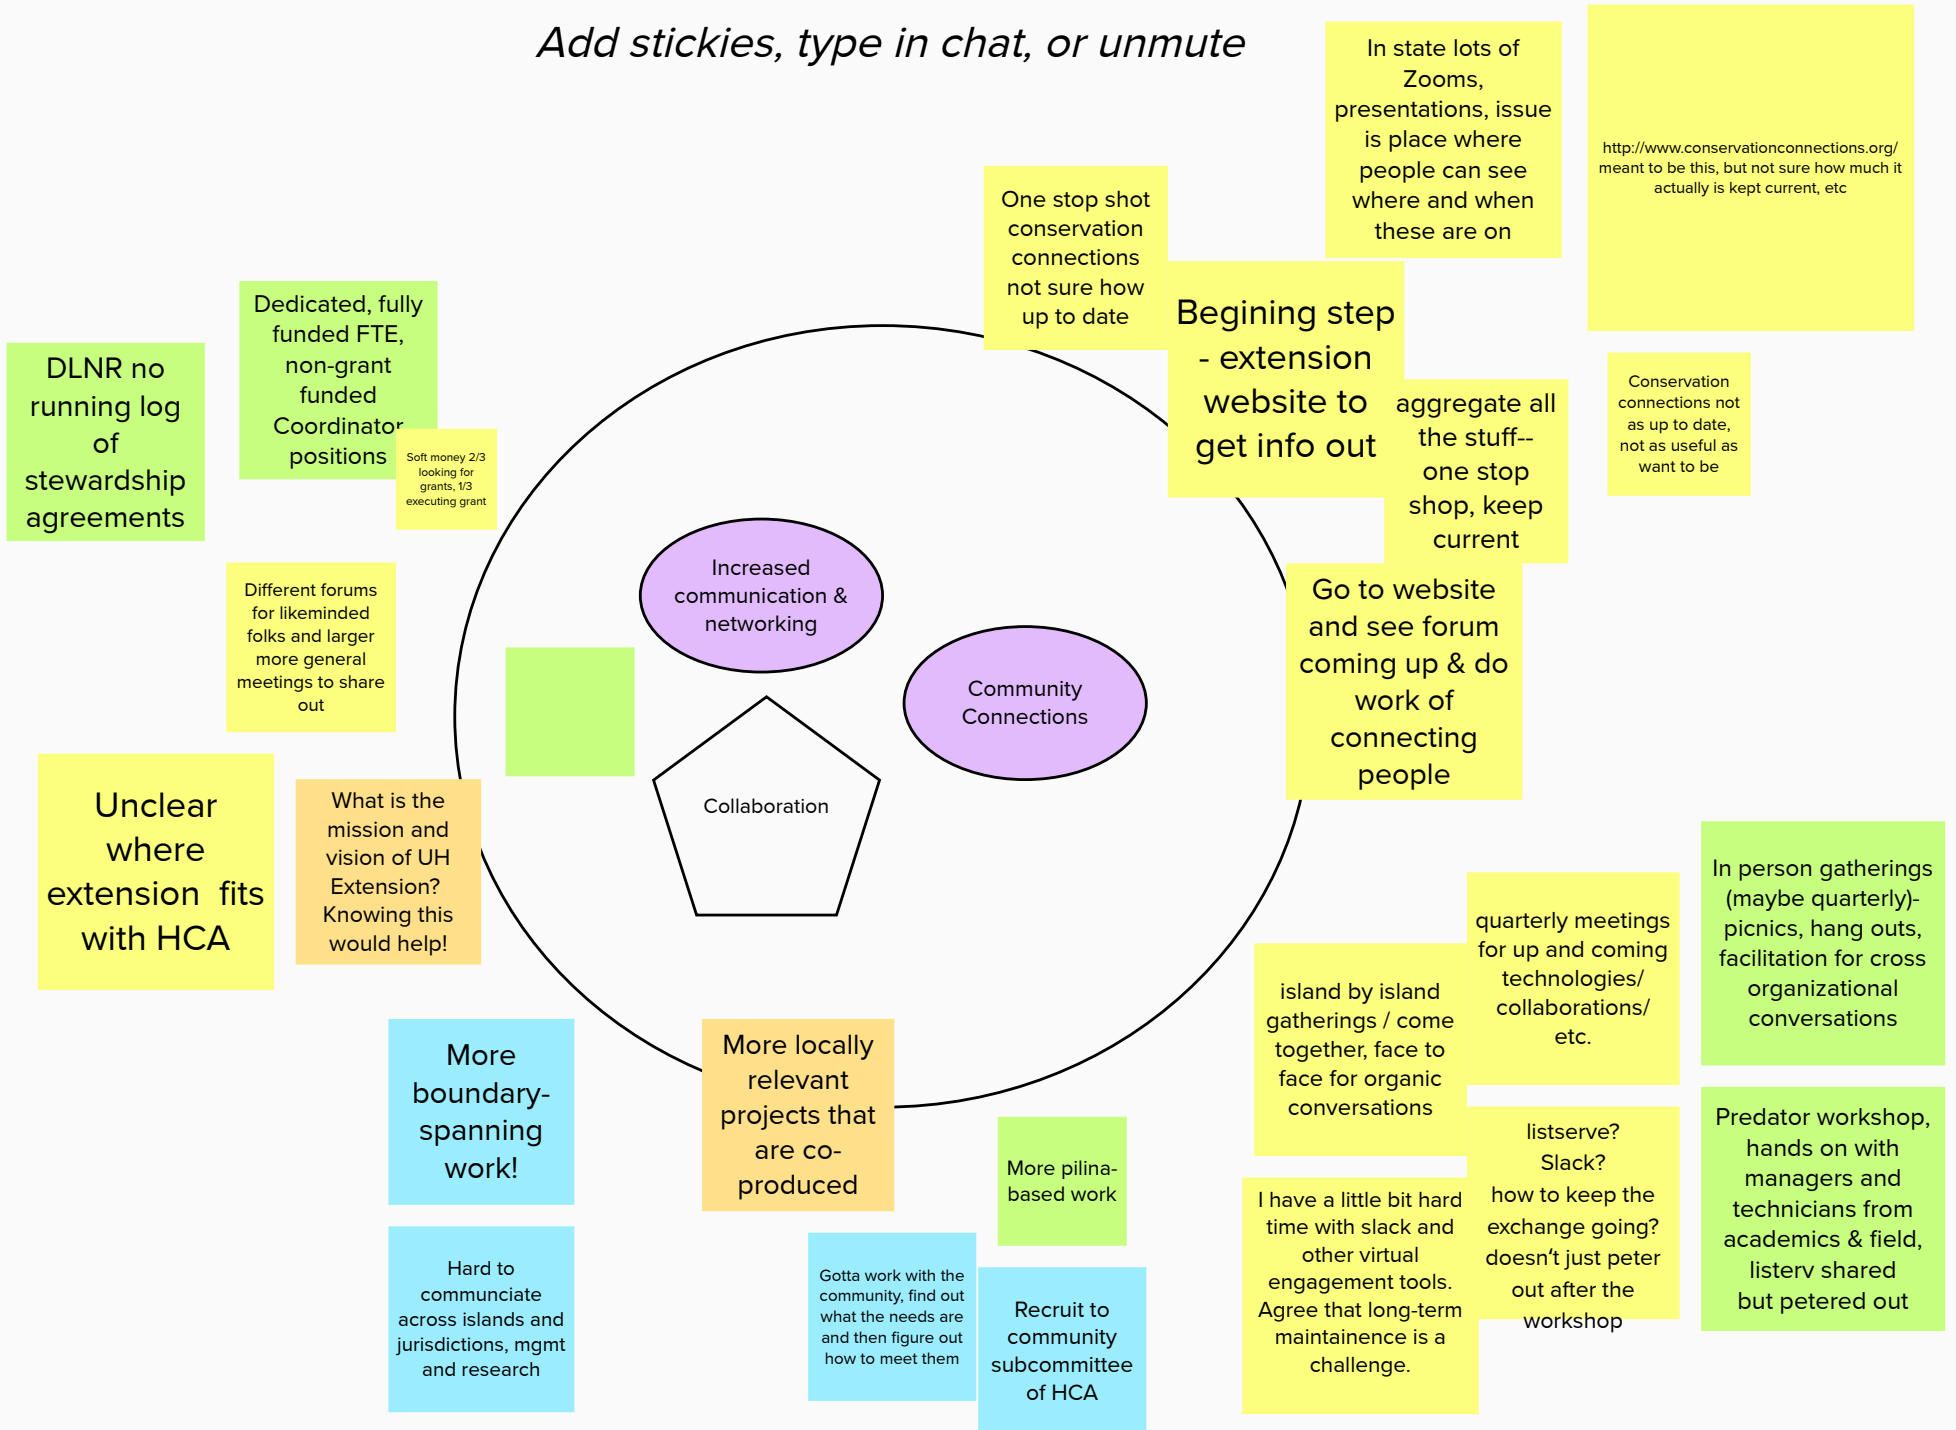 Add stickies, type in chat, or unmute
In state lots of
Zooms,
presentations, issue
is place where
people can see
where and when
these are on
http://www.conservationconnections.org/
meant to be this, but not sure how much it
actually is kept current, etc
One stop shot
conservation
connections
not sure how
up to date
Begining step
- extension
website to
get info out
aggregate all
the stuff--
one stop
shop, keep
current
Conservation
connections not
as up to date,
not as useful as
want to be
Go to website
and see forum
coming up & do
work of
connecting
people
Dedicated, fully
funded FTE,
non-grant
funded
Coordinator
positions
DLNR no
running log
of
stewardship
agreements
Soft money 2/3
looking for
grants, 1/3
executing grant
Different forums
for likeminded
folks and larger
more general
meetings to share
out
Unclear
where
extension  fits
with HCA
What is the
mission and
vision of UH
Extension?
Knowing this
would help!
Increased
communication &
networking
Community
Connections
Collaboration
More
boundary-
spanning
work!
Hard to
communciate
across islands and
jurisdictions, mgmt
and research
More locally
relevant
projects that
are co-
produced
More pilina-
based work
Gotta work with the
community, find out
what the needs are
and then figure out
how to meet them
Recruit to
community
subcommittee
of HCA
island by island
gatherings / come
together, face to
face for organic
conversations
quarterly meetings
for up and coming
technologies/
collaborations/
etc.
In person gatherings
(maybe quarterly)-
picnics, hang outs,
facilitation for cross
organizational
conversations
I have a little bit hard
time with slack and
other virtual
engagement tools.
Agree that long-term
maintainence is a
challenge.
listserve?
Slack?
how to keep the
exchange going?
doesn't just peter
out after the
workshop
Predator workshop,
hands on with
managers and
technicians from
academics & field,
listerv shared
but petered out